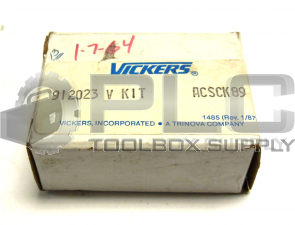 1-7-64
VICKERS®
912023 V KIT ACSCK89
1485 (Rev. 1/87
VICKERS, INCORPORATED • A TRINOVA COMPANY
PLC
TOOLBOX SUPPLY